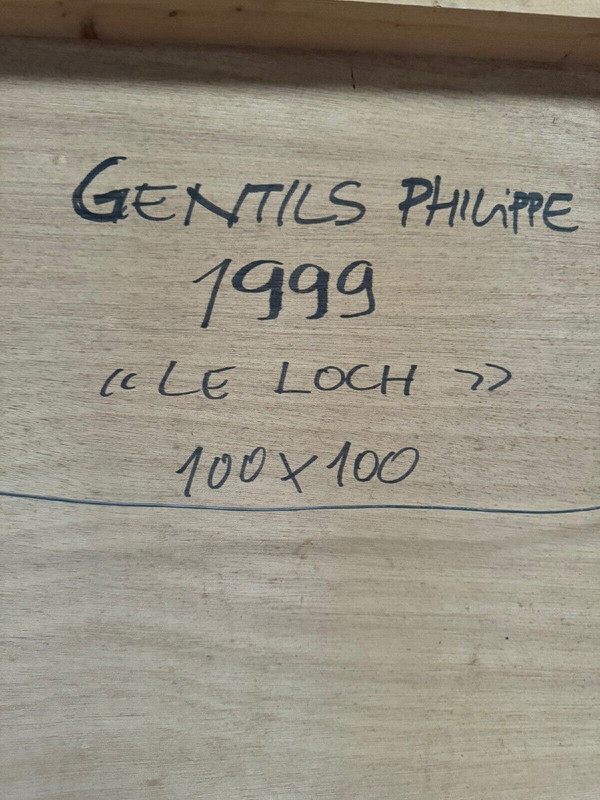 GENTILS PHILIPPE
1999
« LE LOCH »
100 x 100